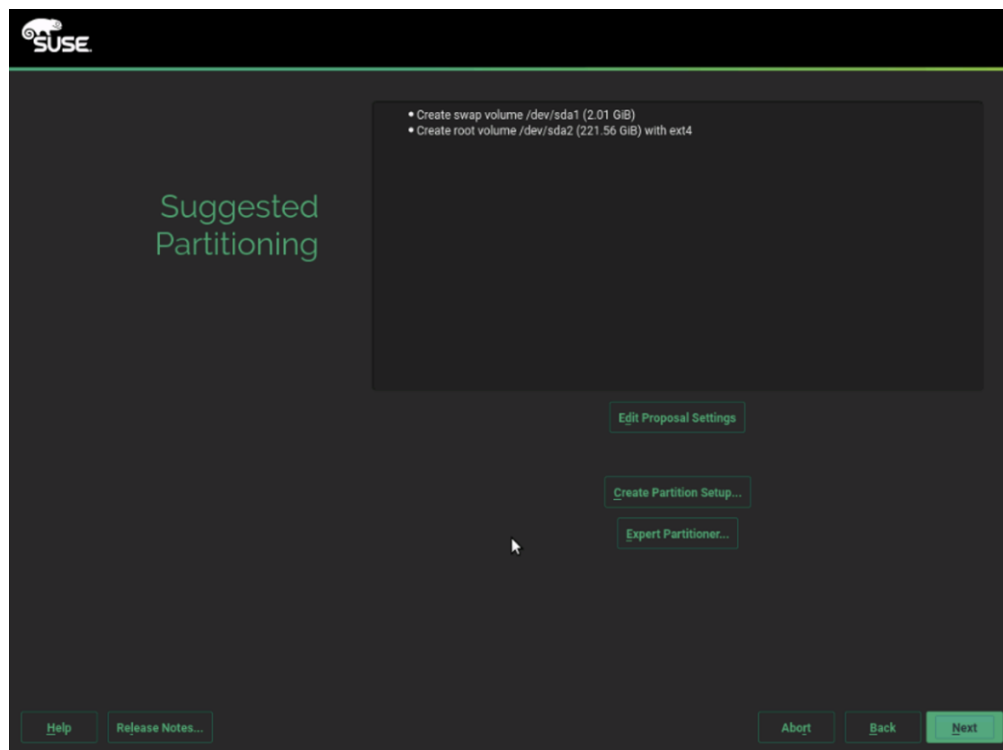 SUSE.
• Create swap volume /dev/sda1 (2.01 GiB)
• Create root volume /dev/sda2 (221.56 GiB) with ext4
Suggested
Partitioning
Edit Proposal Settings
Create Partition Setup...
Expert Partitioner...
Help
Release Notes...
Abort
Back
Next